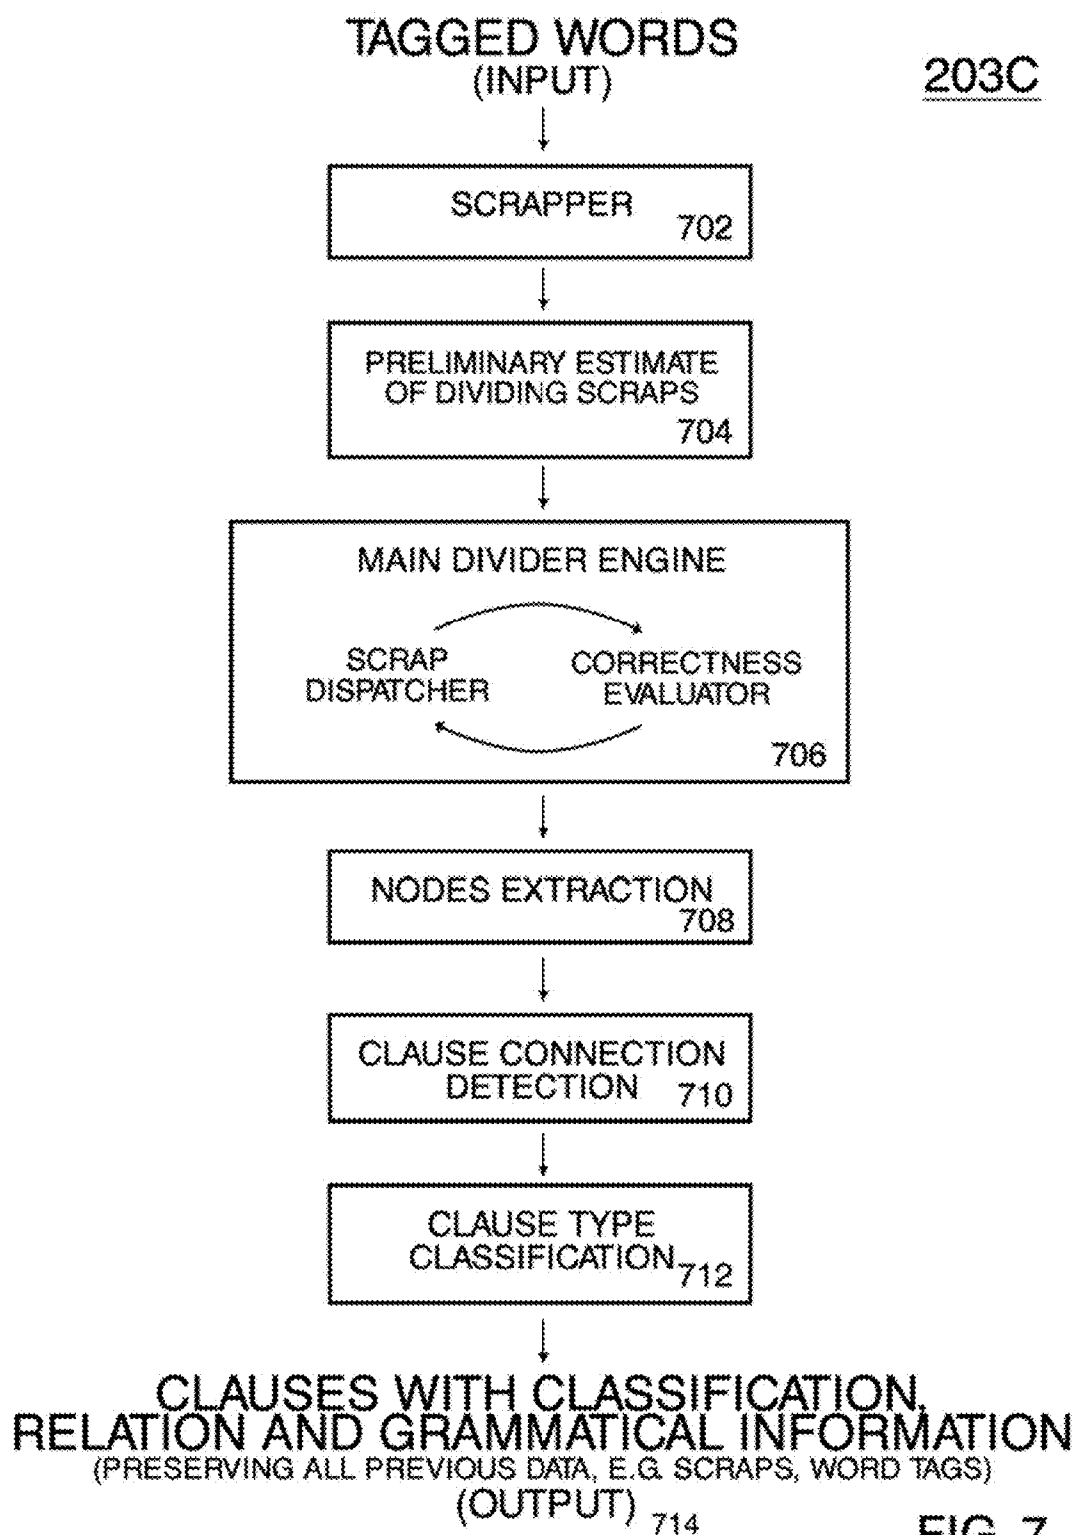 TAGGED WORDS
(INPUT)
203C
SCRAPPER
702
PRELIMINARY ESTIMATE
OF DIVIDING SCRAPS
704
MAIN DIVIDER ENGINE
SCRAP
DISPATCHER
CORRECTNESS
EVALUATOR
706
NODES EXTRACTION
708
CLAUSE CONNECTION
DETECTION
710
CLAUSE TYPE
CLASSIFICATION
712
CLAUSES WITH CLASSIFICATION,
RELATION AND GRAMMATICAL INFORMATION
(PRESERVING ALL PREVIOUS DATA, E.G. SCRAPS, WORD TAGS)
(OUTPUT)
714
FIG. 7